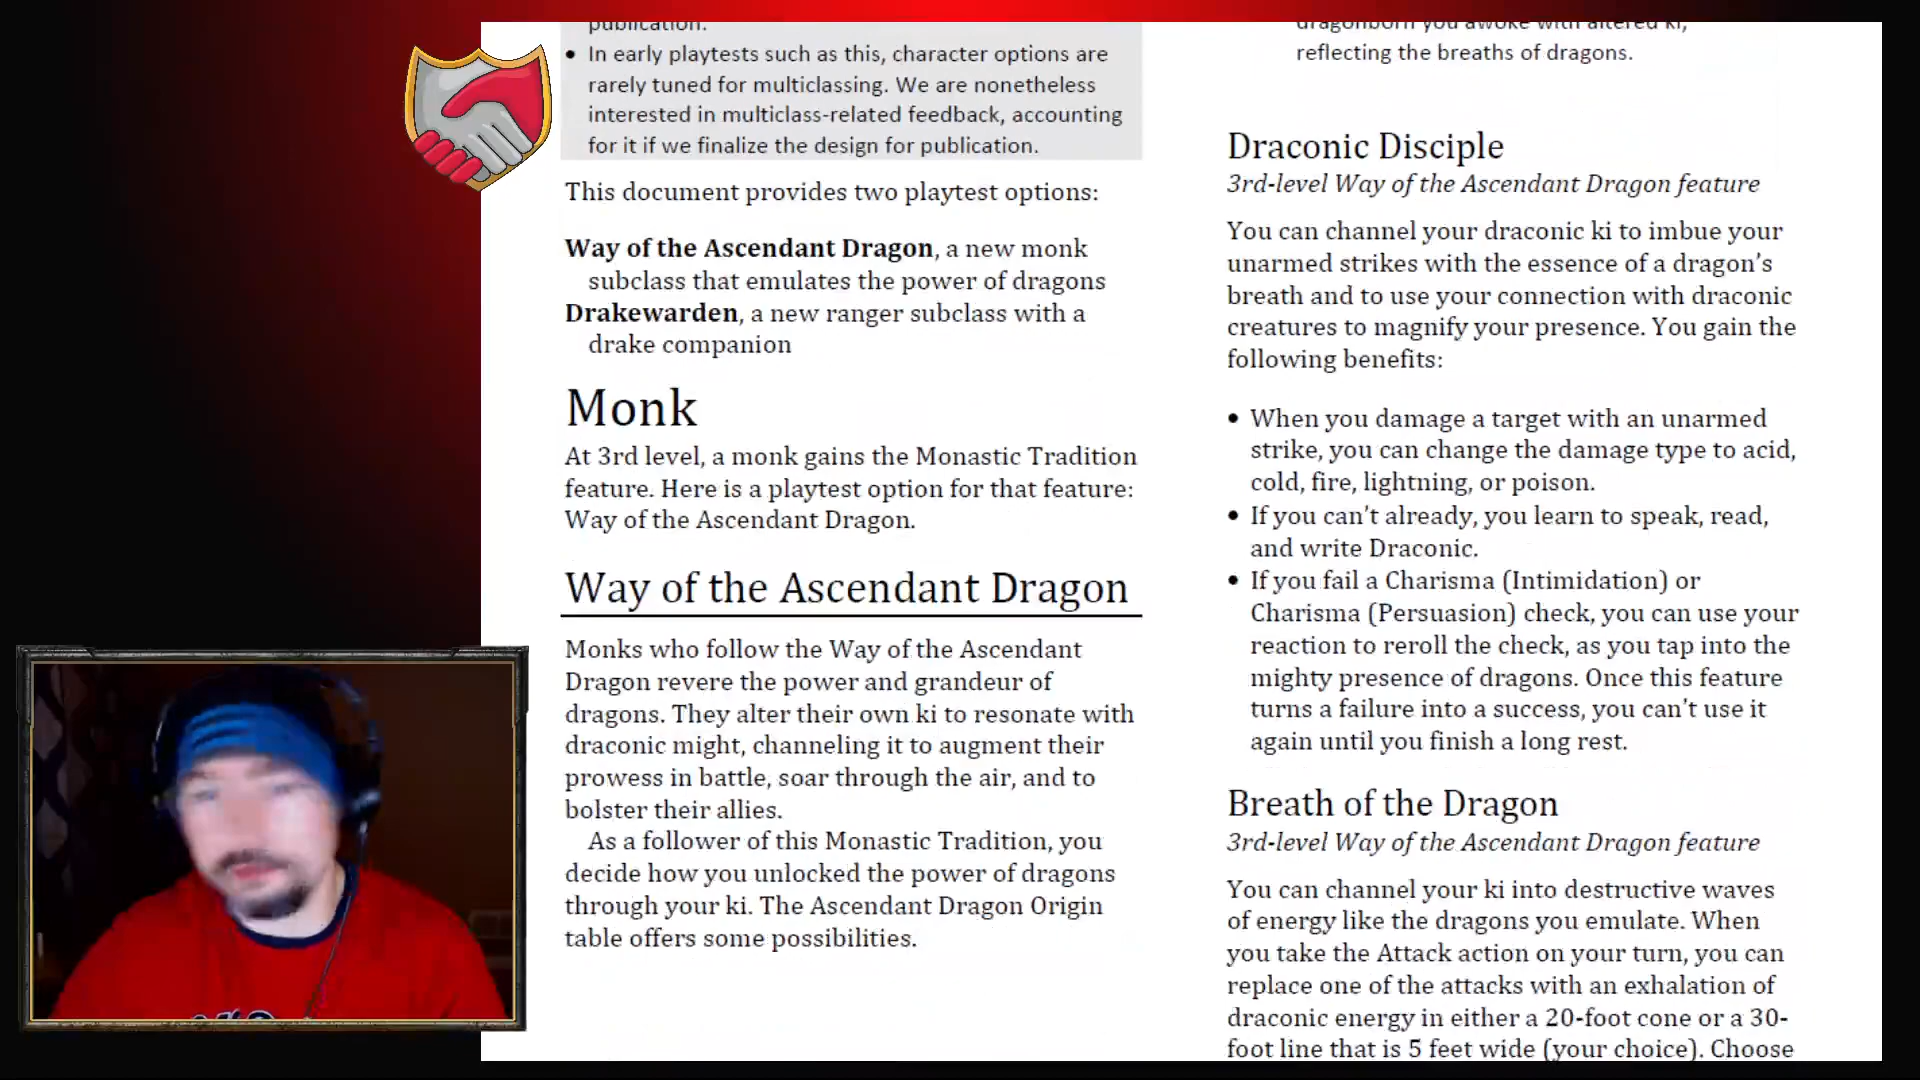 publication.
• In early playtests such as this, character options are
rarely tuned for multiclassing. We are nonetheless
interested in multiclass-related feedback, accounting
for it if we finalize the design for publication.
This document provides two playtest options:
Way of the Ascendant Dragon, a new monk
subclass that emulates the power of dragons
Drakewarden, a new ranger subclass with a
drake companion
Monk
At 3rd level, a monk gains the Monastic Tradition
feature. Here is a playtest option for that feature:
Way of the Ascendant Dragon.
Way of the Ascendant Dragon
Monks who follow the Way of the Ascendant
Dragon revere the power and grandeur of
dragons. They alter their own ki to resonate with
draconic might, channeling it to augment their
prowess in battle, soar through the air, and to
bolster their allies.
As a follower of this Monastic Tradition, you
decide how you unlocked the power of dragons
through your ki. The Ascendant Dragon Origin
table offers some possibilities.
dragonborn you awoke with altered ki,
reflecting the breaths of dragons.
Draconic Disciple
3rd-level Way of the Ascendant Dragon feature
You can channel your draconic ki to imbue your
unarmed strikes with the essence of a dragon’s
breath and to use your connection with draconic
creatures to magnify your presence. You gain the
following benefits:
• When you damage a target with an unarmed
strike, you can change the damage type to acid,
cold, fire, lightning, or poison.
• If you can’t already, you learn to speak, read,
and write Draconic.
• If you fail a Charisma (Intimidation) or
Charisma (Persuasion) check, you can use your
reaction to reroll the check, as you tap into the
mighty presence of dragons. Once this feature
turns a failure into a success, you can’t use it
again until you finish a long rest.
Breath of the Dragon
3rd-level Way of the Ascendant Dragon feature
You can channel your ki into destructive waves
of energy like the dragons you emulate. When
you take the Attack action on your turn, you can
replace one of the attacks with an exhalation of
draconic energy in either a 20-foot cone or a 30-
foot line that is 5 feet wide (your choice). Choose